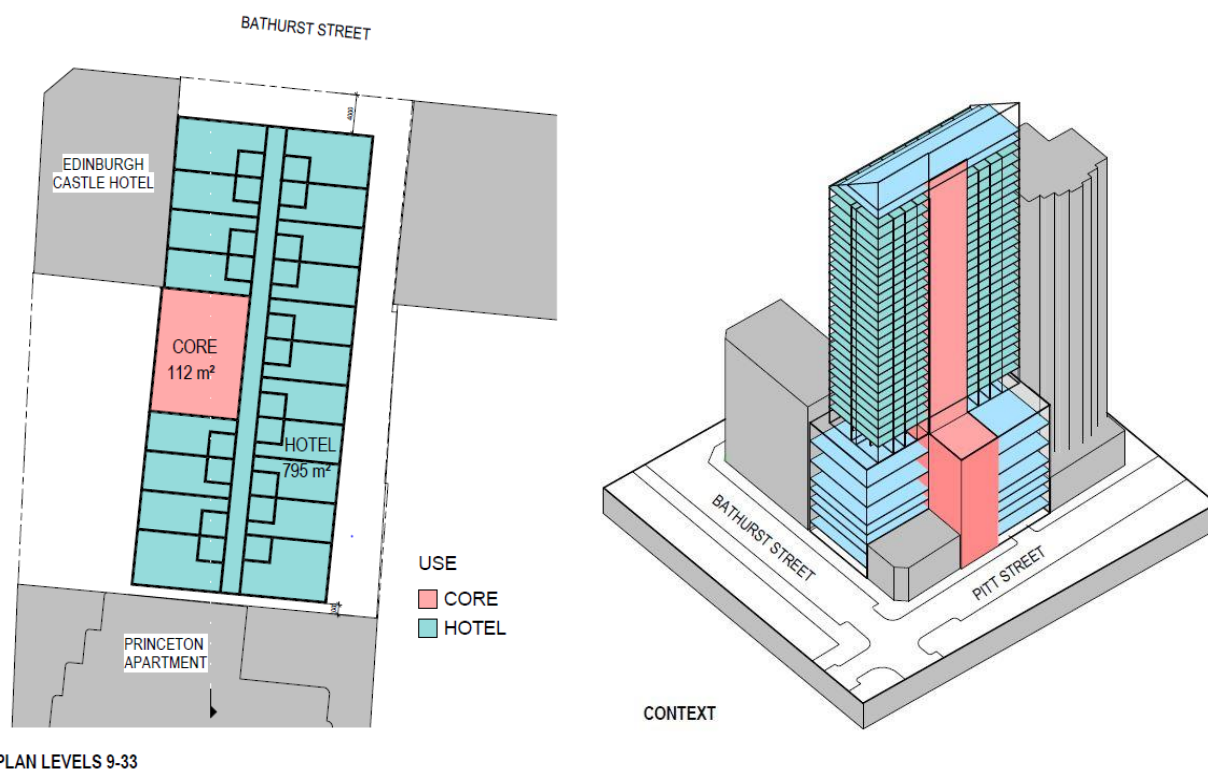 BATHURST STREET
4000
EDINBURGH
CASTLE HOTEL
CORE
112 m²
HOTEL
795 m²
USE
CORE
HOTEL
PRINCETON
APARTMENT
BATHURST STREET
PITT STREET
CONTEXT
PLAN LEVELS 9-33